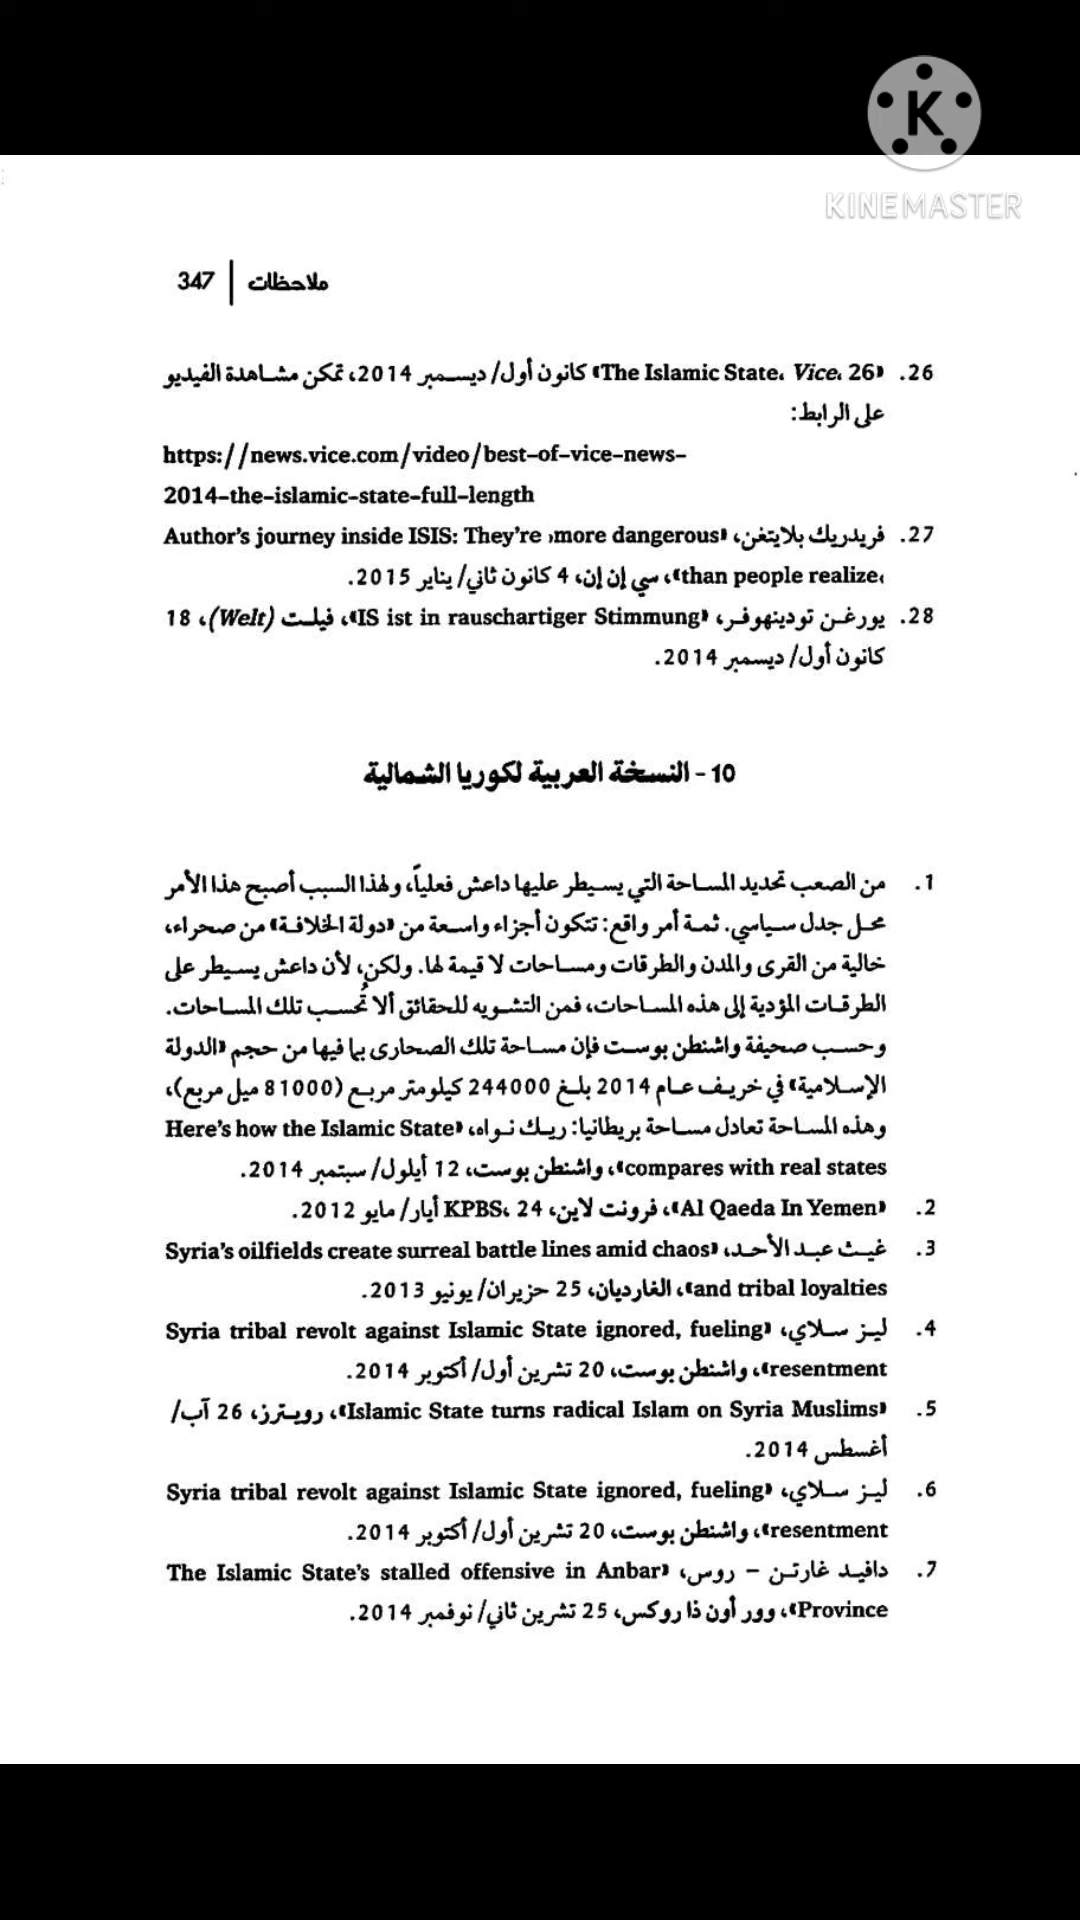 K
KINEMASTER
ملاحظات | 347
26. «The Islamic State، Vice، 26» كانون أول/ ديسمبر 2014، تمكن مشاهدة الفيديو
على الرابط:
https://news.vice.com/video/best-of-vice-news-
2014-the-islamic-state-full-length
27. فريدريك بلايتغن، «Author's journey inside ISIS: They're ,more dangerous
than people realize،»، سي إن إن، 4 كانون ثاني/ يناير 2015.
28. يورغن تودينهوفر، «IS ist in rauschartiger Stimmung»، فيلت (Welt)، 18
كانون أول/ ديسمبر 2014.
10 - النسخة العربية لكوريا الشمالية
1. من الصعب تحديد المساحة التي يسيطر عليها داعش فعلياً، ولهذا السبب أصبح هذا الأمر
محل جدل سياسي. ثمة أمر واقع: تتكون أجزاء واسعة من «دولة الخلافة» من صحراء،
خالية من القرى والمدن والطرقات ومساحات لا قيمة لها. ولكن، لأن داعش يسيطر على
الطرقات المؤدية إلى هذه المساحات، فمن التشويه للحقائق ألا تُحسب تلك المساحات.
وحسب صحيفة واشنطن بوست فإن مساحة تلك الصحارى بما فيها من حجم «الدولة
الإسلامية» في خريف عام 2014 بلغ 244000 كيلومتر مربع (81000 ميل مربع)،
وهذه المساحة تعادل مساحة بريطانيا: ريك نواه، «Here's how the Islamic State
compares with real states»، واشنطن بوست، 12 أيلول/ سبتمبر 2014.
2. «Al Qaeda In Yemen»، فرونت لاين، KPBS، 24 أيار/ مايو 2012.
3. غيث عبد الأحد، «Syria's oilfields create surreal battle lines amid chaos
and tribal loyalties»، الغارديان، 25 حزيران/ يونيو 2013.
4. ليز سلاي، «Syria tribal revolt against Islamic State ignored, fueling
resentment»، واشنطن بوست، 20 تشرين أول/ أكتوبر 2014.
5. «Islamic State turns radical Islam on Syria Muslims»، رويترز، 26 آب/
أغسطس 2014.
6. ليز سلاي، «Syria tribal revolt against Islamic State ignored, fueling
resentment»، واشنطن بوست، 20 تشرين أول/ أكتوبر 2014.
7. دافيد غارتن – روس، «The Islamic State's stalled offensive in Anbar
Province»، وور أون ذا روكس، 25 تشرين ثاني/ نوفمبر 2014.